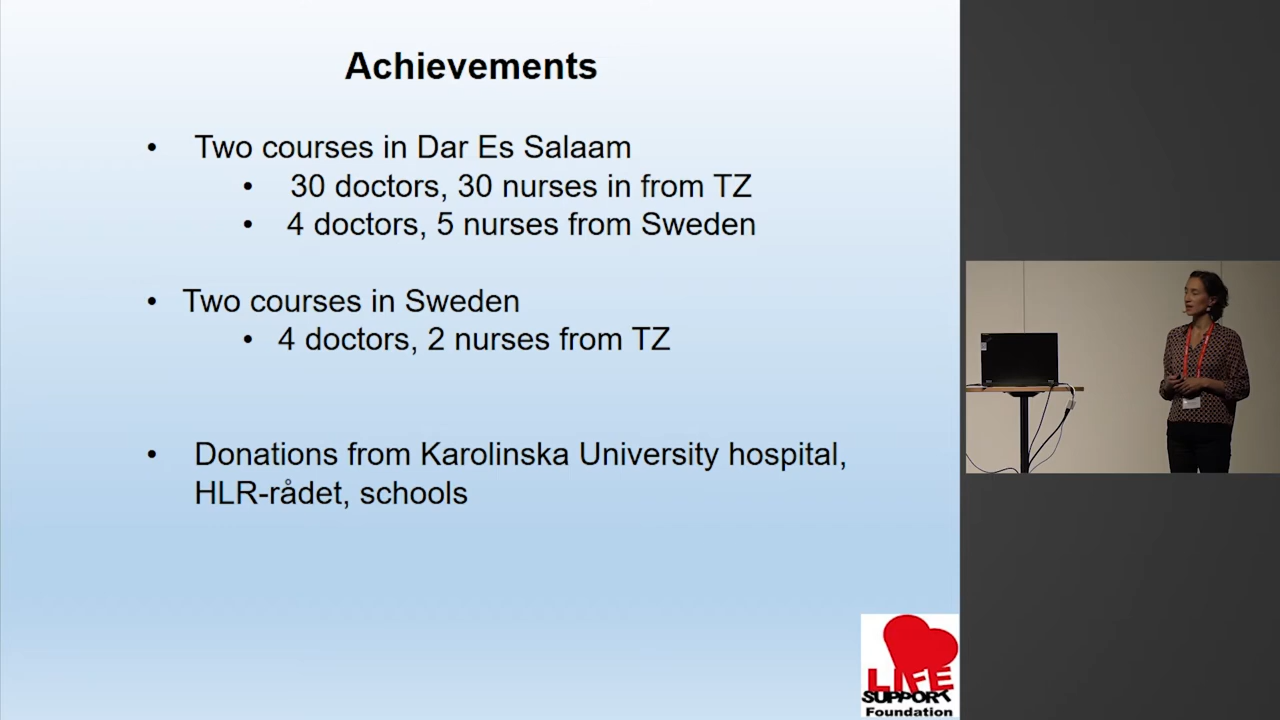 Achievements
• Two courses in Dar Es Salaam
• 30 doctors, 30 nurses in from TZ
• 4 doctors, 5 nurses from Sweden
• Two courses in Sweden
• 4 doctors, 2 nurses from TZ
• Donations from Karolinska University hospital,
HLR-rådet, schools
LIFE
SUPPORT
Foundation